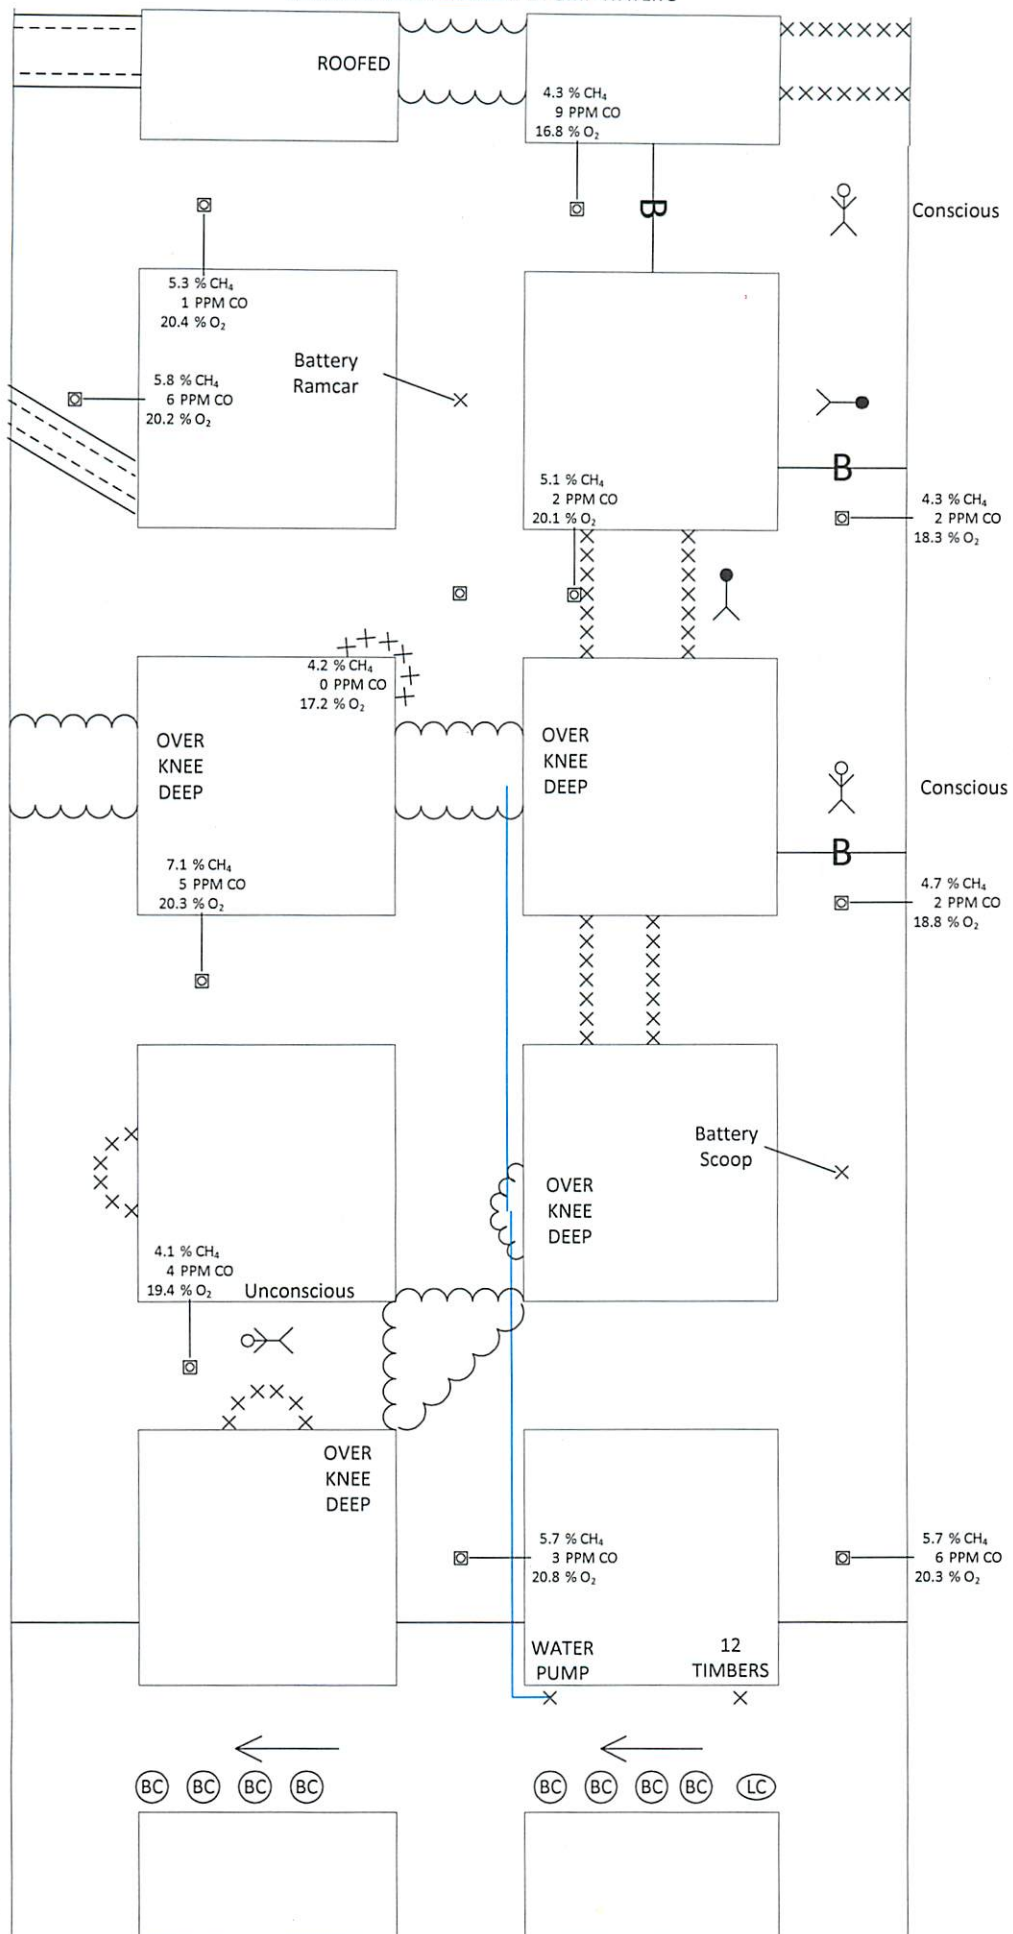 ROOFED
4.3 % CH₄
9 PPM CO
16.8 % O₂
B
Conscious
5.3 % CH₄
1 PPM CO
20.4 % O₂
Battery
Ramcar
5.8 % CH₄
6 PPM CO
20.2 % O₂
B
5.1 % CH₄
2 PPM CO
20.1 % O₂
4.3 % CH₄
2 PPM CO
18.3 % O₂
4.2 % CH₄
0 PPM CO
17.2 % O₂
OVER
KNEE
DEEP
OVER
KNEE
DEEP
Conscious
B
7.1 % CH₄
5 PPM CO
20.3 % O₂
4.7 % CH₄
2 PPM CO
18.8 % O₂
Battery
Scoop
OVER
KNEE
DEEP
4.1 % CH₄
4 PPM CO
19.4 % O₂
Unconscious
OVER
KNEE
DEEP
5.7 % CH₄
3 PPM CO
20.8 % O₂
5.7 % CH₄
6 PPM CO
20.3 % O₂
WATER
PUMP
12
TIMBERS
BC BC BC BC BC BC BC BC LC